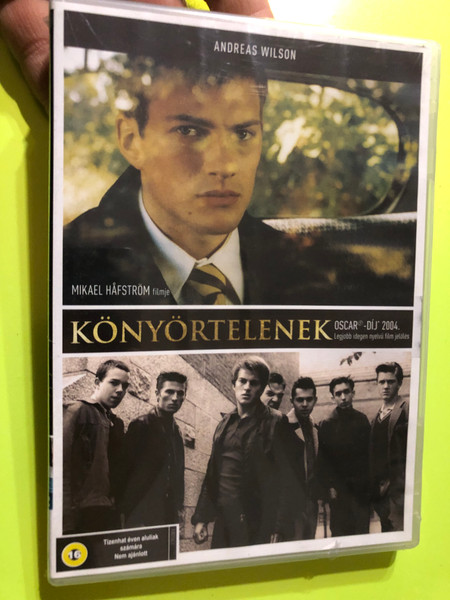 ANDREAS WILSON
MIKAEL HÅFSTRÖM filmje
KÖNYÖRTELENEK
OSCAR®-DÍJ 2004.
Legjobb idegen nyelvű film jelölés
16
Tizenhat éven aluliak
számára
Nem ajánlott